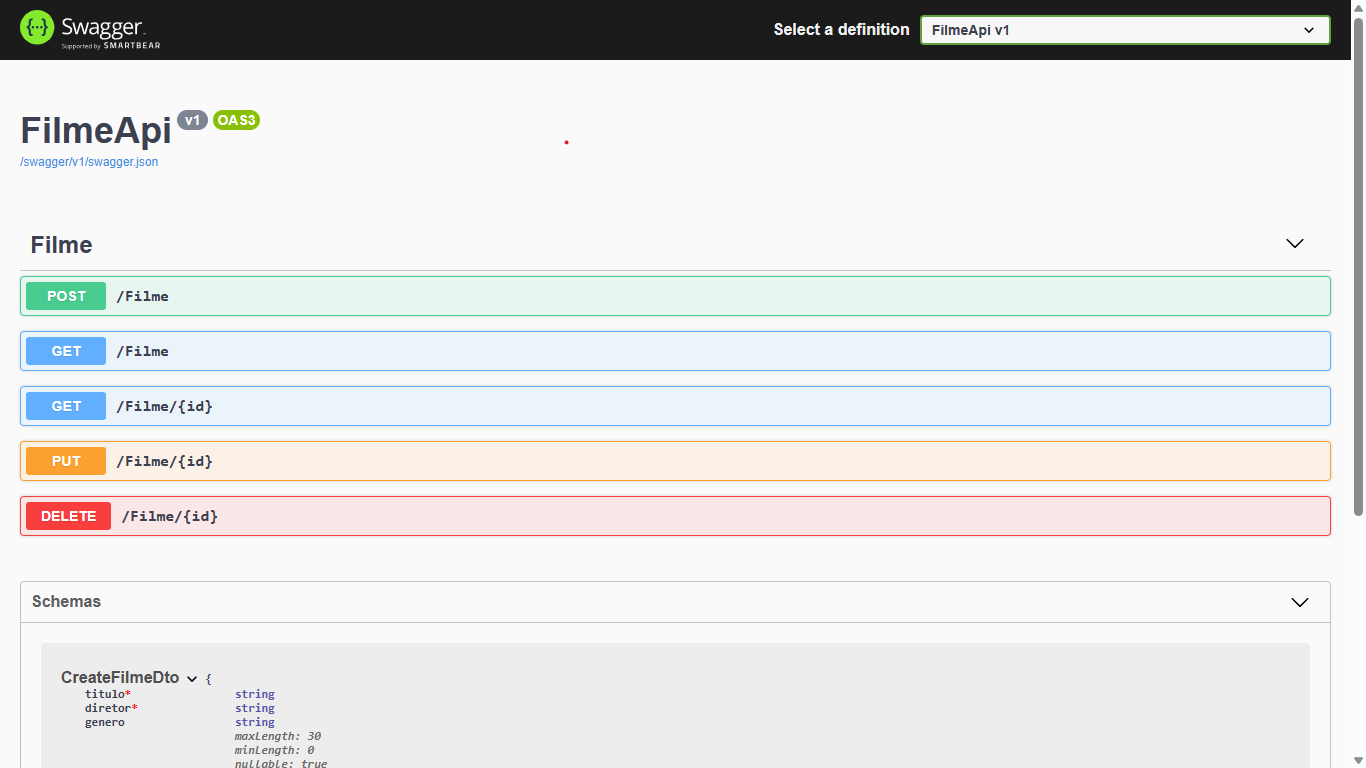 Swagger
Supported by SMARTBEAR
Select a definition
FilmeApi v1
FilmeApi v1 OAS3
/swagger/v1/swagger.json
Filme
POST /Filme
GET /Filme
GET /Filme/{id}
PUT /Filme/{id}
DELETE /Filme/{id}
Schemas
CreateFilmeDto {
titulo* string
diretor* string
genero string
maxLength: 30
minLength: 0
nullable: true